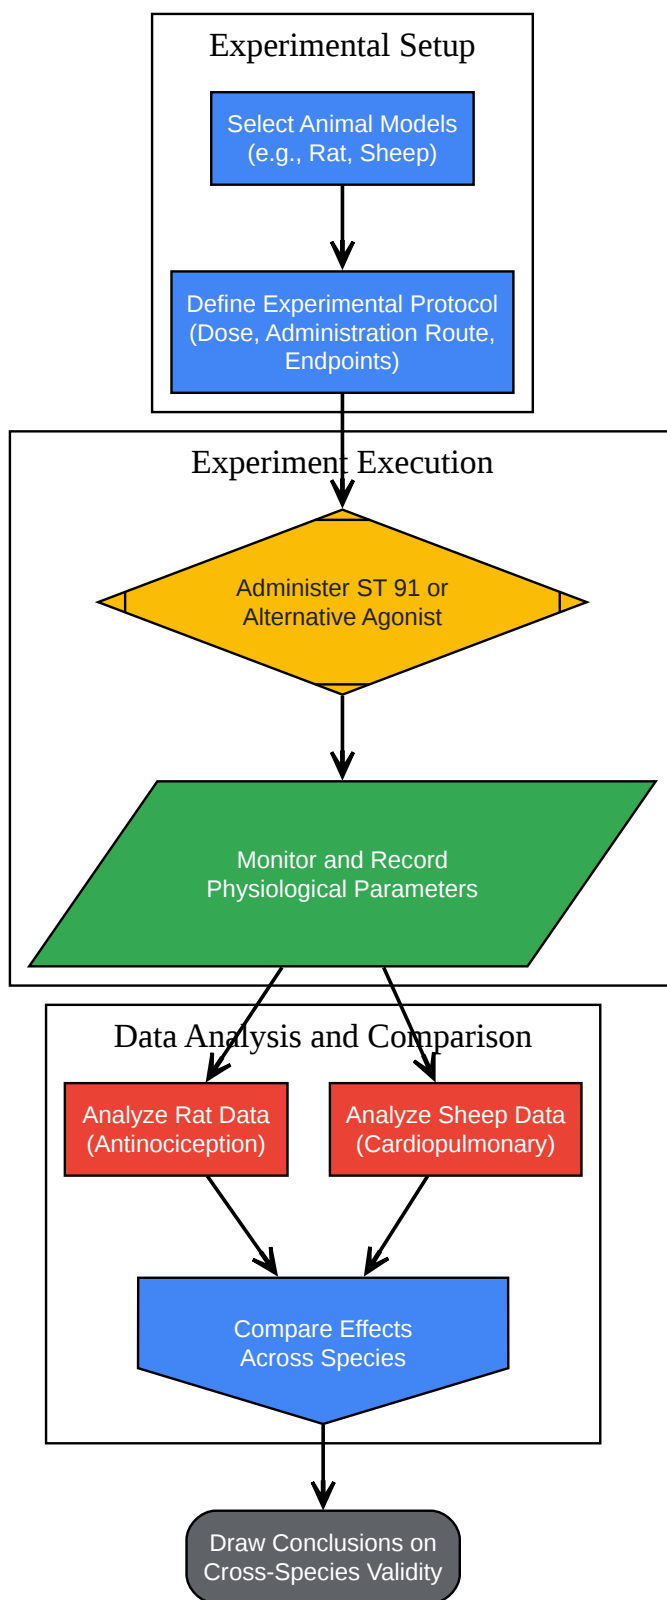 Experimental Setup
Select Animal Models
(e.g., Rat, Sheep)
Define Experimental Protocol
(Dose, Administration Route,
Endpoints)
Experiment Execution
Administer ST 91 or
Alternative Agonist
Monitor and Record
Physiological Parameters
Data Analysis and Comparison
Analyze Rat Data
(Antinociception)
Analyze Sheep Data
(Cardiopulmonary)
Compare Effects
Across Species
Draw Conclusions on
Cross-Species Validity